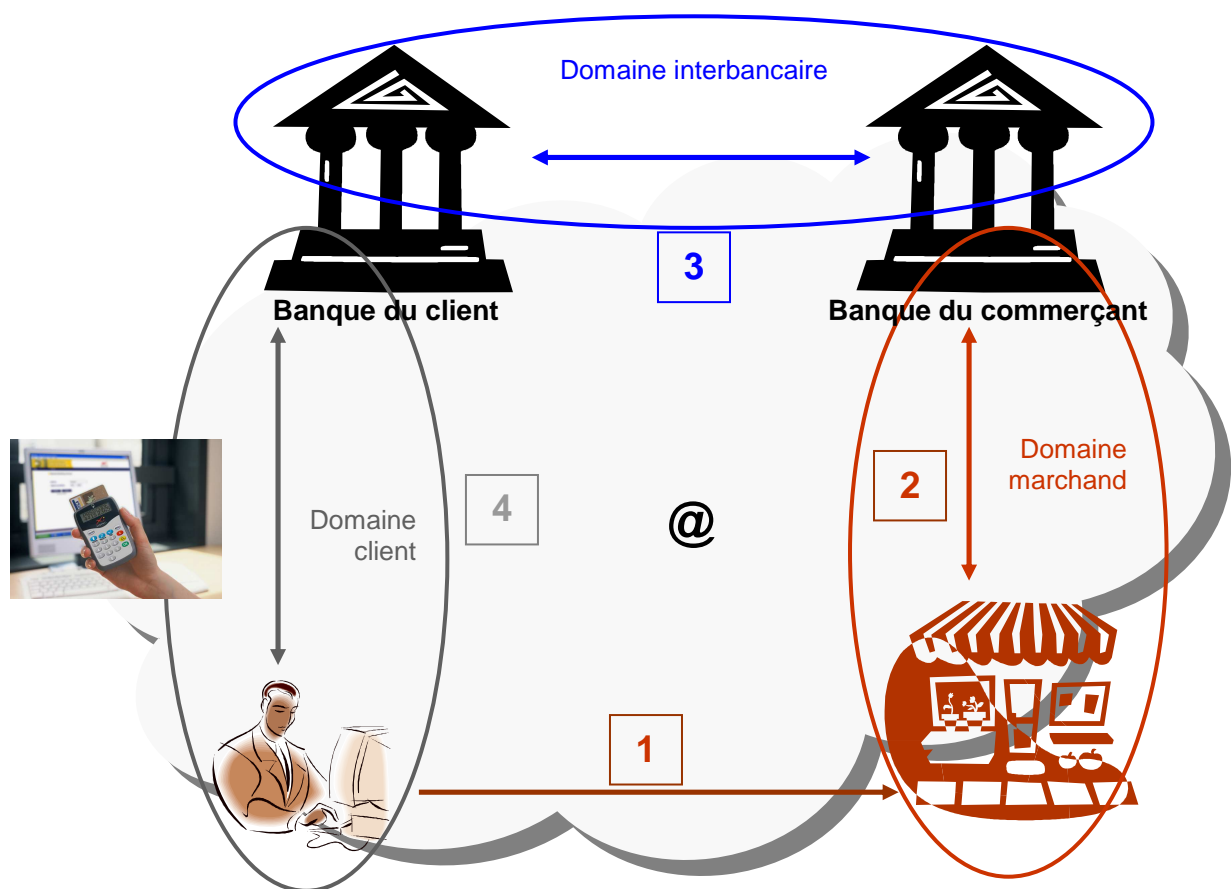 Domaine interbancaire
3
Banque du client
Banque du commerçant
Domaine
marchand
2
4
Domaine
client
@
1